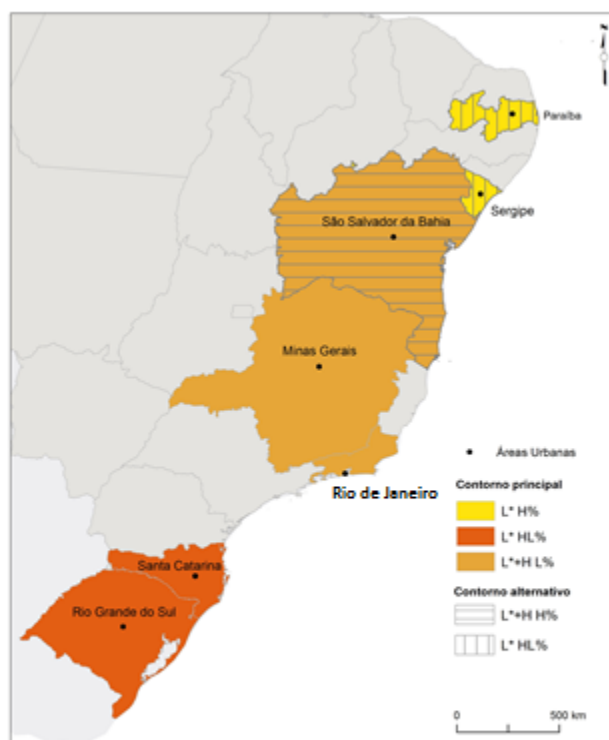 N
Paraíba
Sergipe
São Salvador da Bahia
Minas Gerais
Rio de Janeiro
Santa Catarina
Rio Grande do Sul
Áreas Urbanas
Contorno principal
L* H%
L* HL%
L*+H L%
Contorno alternativo
L*+H H%
L* HL%
0 500 km